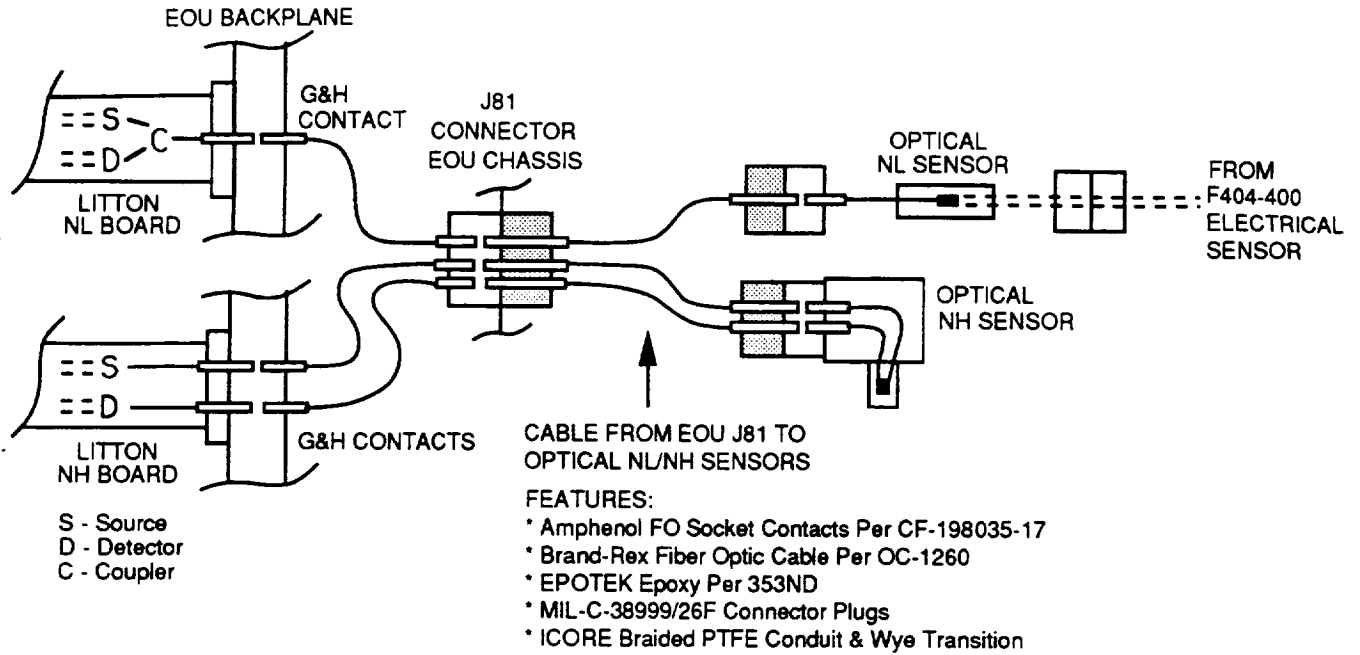 EOU BACKPLANE
G&H
CONTACT
J81
CONNECTOR
EOU CHASSIS
==S
C
==D
LITTON
NL BOARD
OPTICAL
NL SENSOR
FROM
F404-400
ELECTRICAL
SENSOR
OPTICAL
NH SENSOR
==S
==D
LITTON
NH BOARD
G&H CONTACTS
CABLE FROM EOU J81 TO
OPTICAL NL/NH SENSORS
S - Source
D - Detector
C - Coupler
FEATURES:
* Amphenol FO Socket Contacts Per CF-198035-17
* Brand-Rex Fiber Optic Cable Per OC-1260
* EPOTEK Epoxy Per 353ND
* MIL-C-38999/26F Connector Plugs
* ICORE Braided PTFE Conduit & Wye Transition